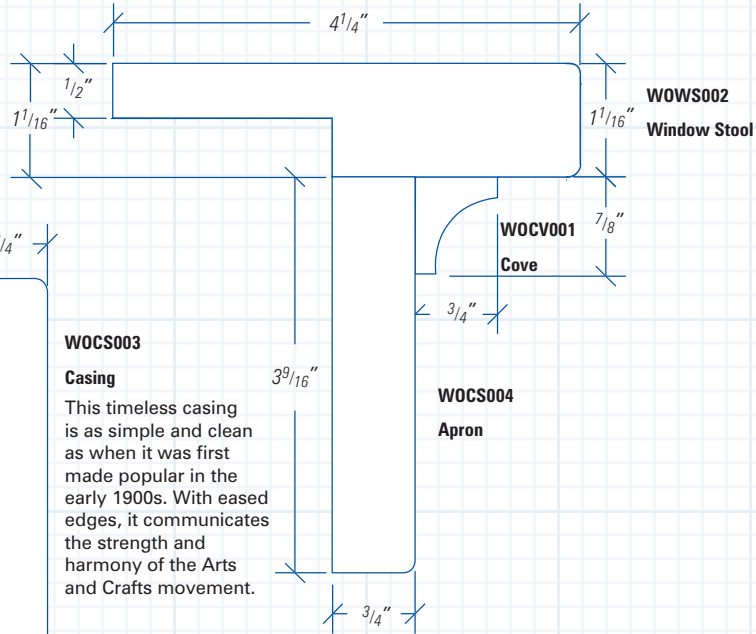 4 1/4"
1/2"
1 1/16"
1 1/16"
WOWS002
Window Stool
WOCV001
Cove
7/8"
/4"
3/4"
WOCS003
Casing
This timeless casing
is as simple and clean
as when it was first
made popular in the
early 1900s. With eased
edges, it communicates
the strength and
harmony of the Arts
and Crafts movement.
3 9/16"
WOCS004
Apron
3/4"